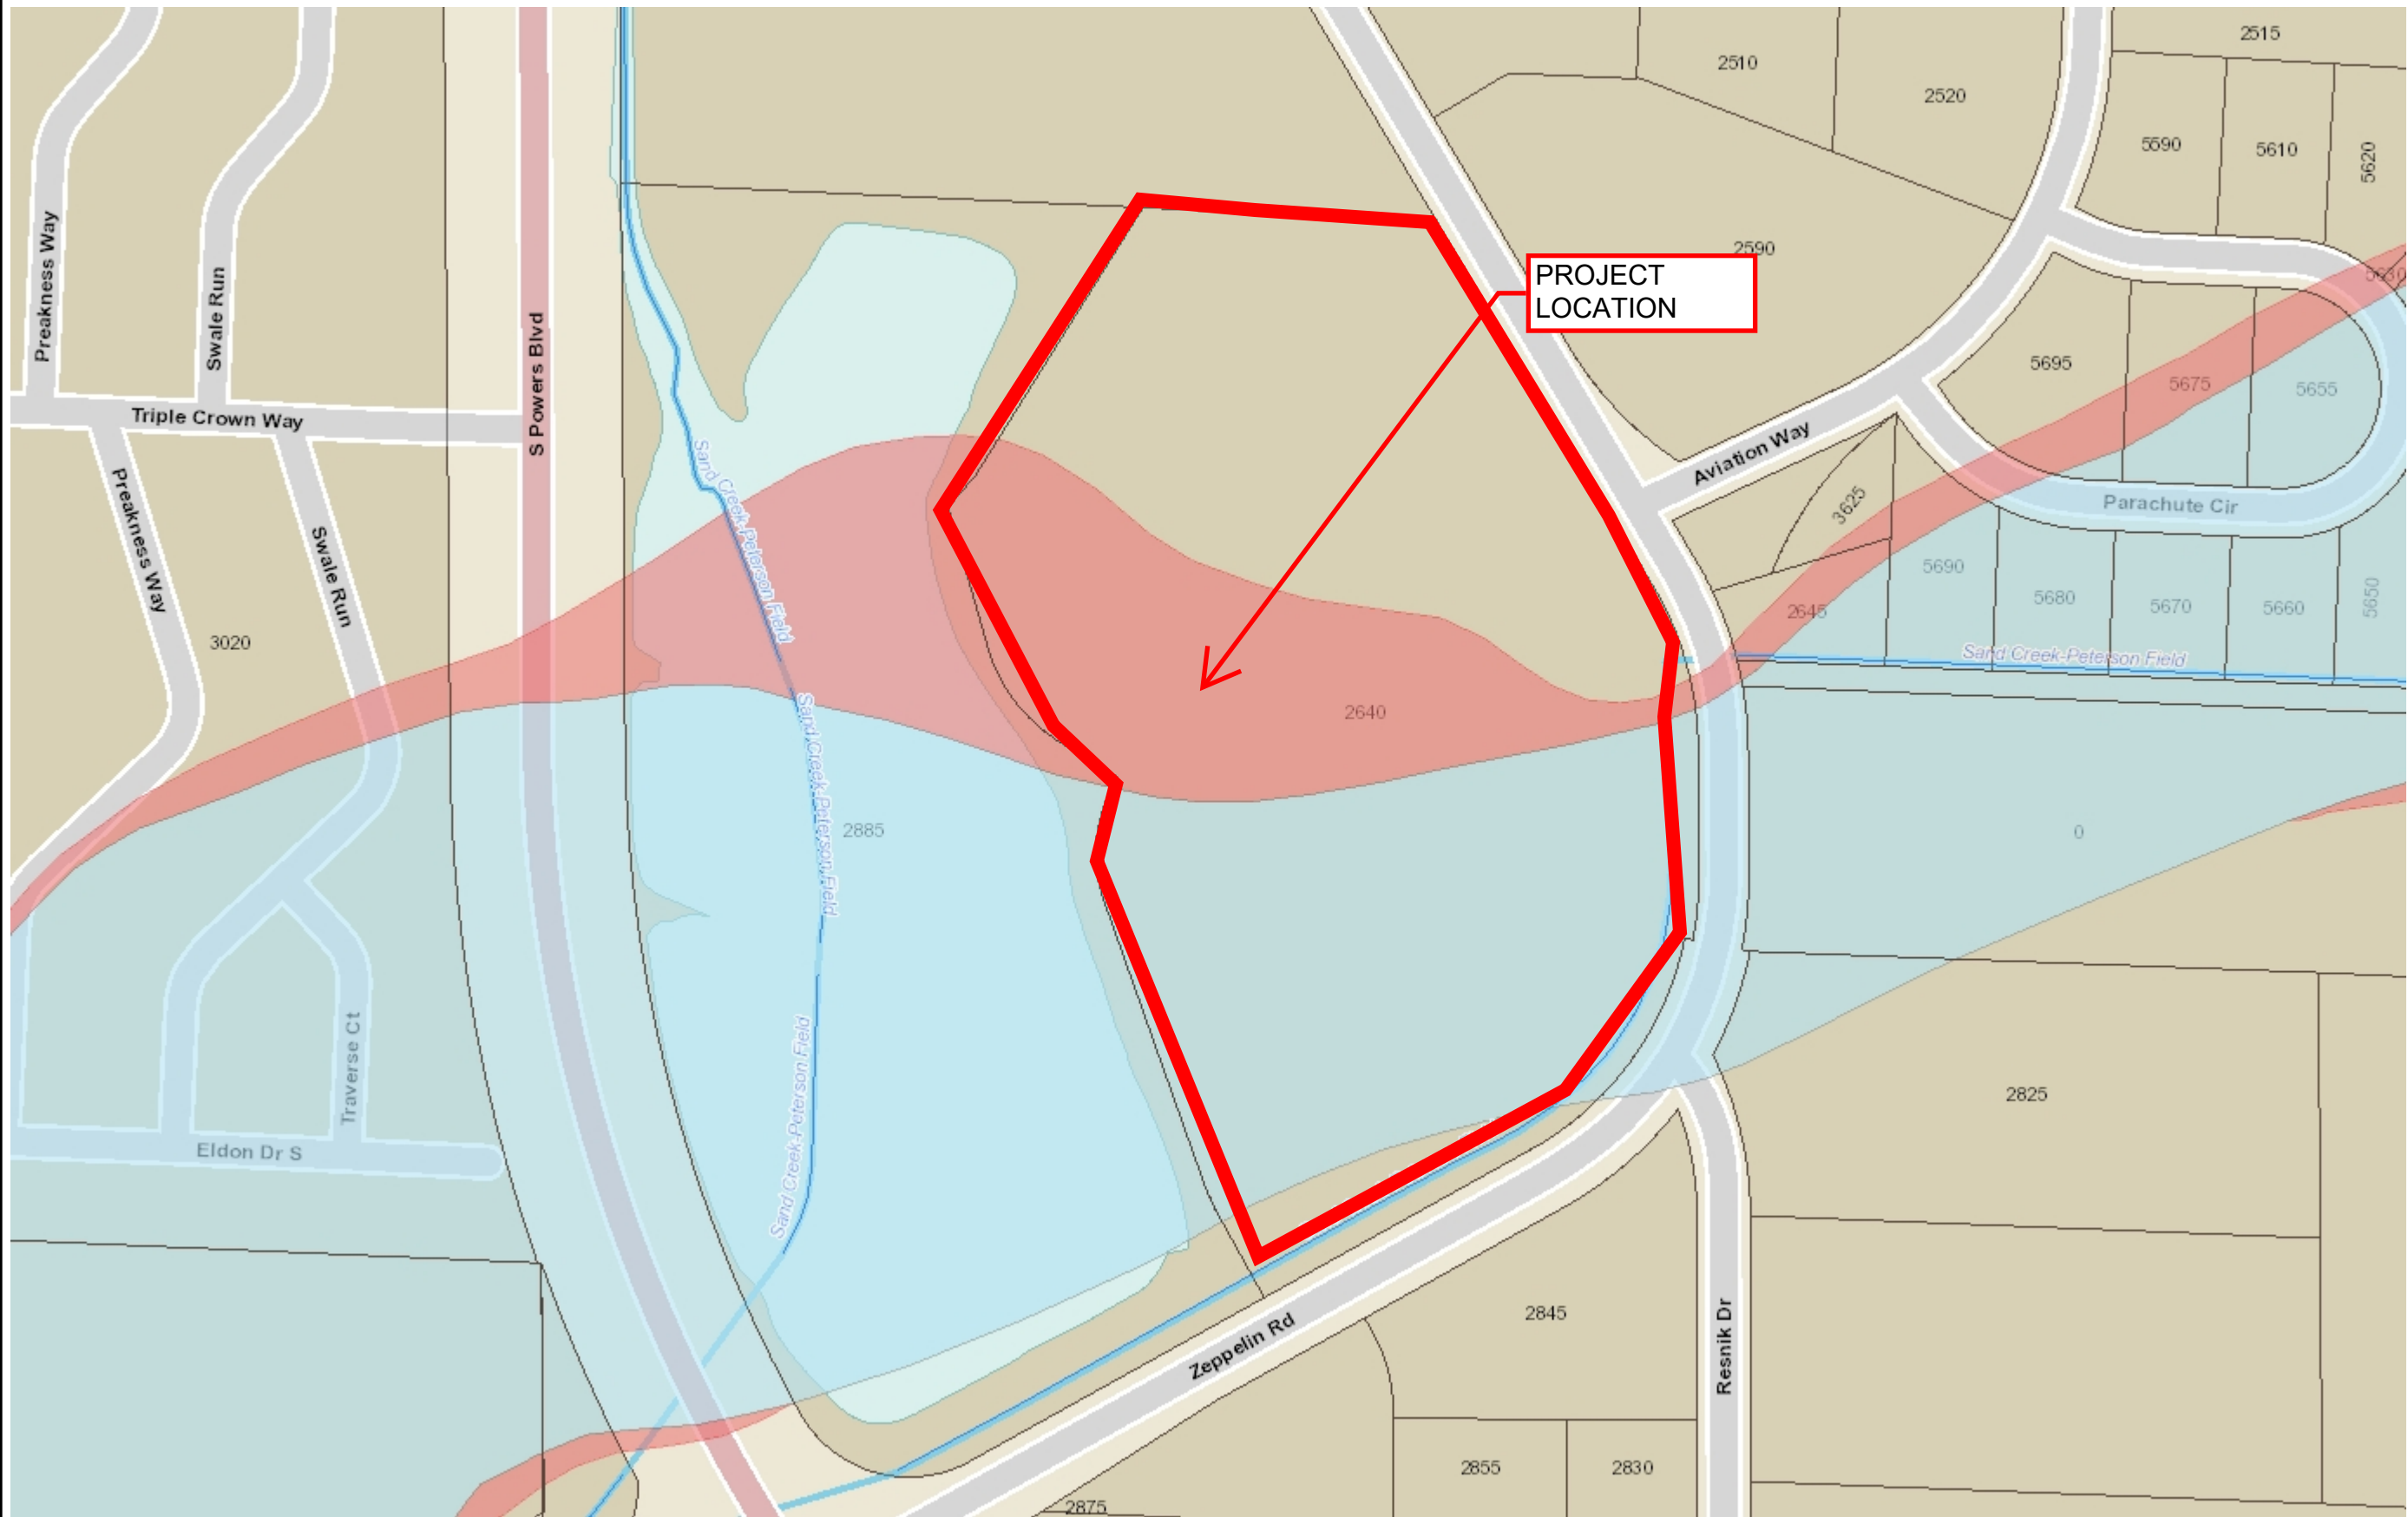 2515
2510
2520
5590
5610
5620
Preakness Way
Swale Run
2590
PROJECT
LOCATION
5630
S Powers Blvd
5695
5675
5655
Triple Crown Way
Aviation Way
Sand Creek-Peterson Field
Preakness Way
Swale Run
3625
Parachute Cir
5690
5680
5670
5660
5650
2645
3020
Sand Creek-Peterson Field
2640
Sand Creek-Peterson Field
2885
0
Traverse Ct
Eldon Dr S
Sand Creek-Peterson Field
2825
2845
Zeppelin Rd
Resnik Dr
2855
2830
2875